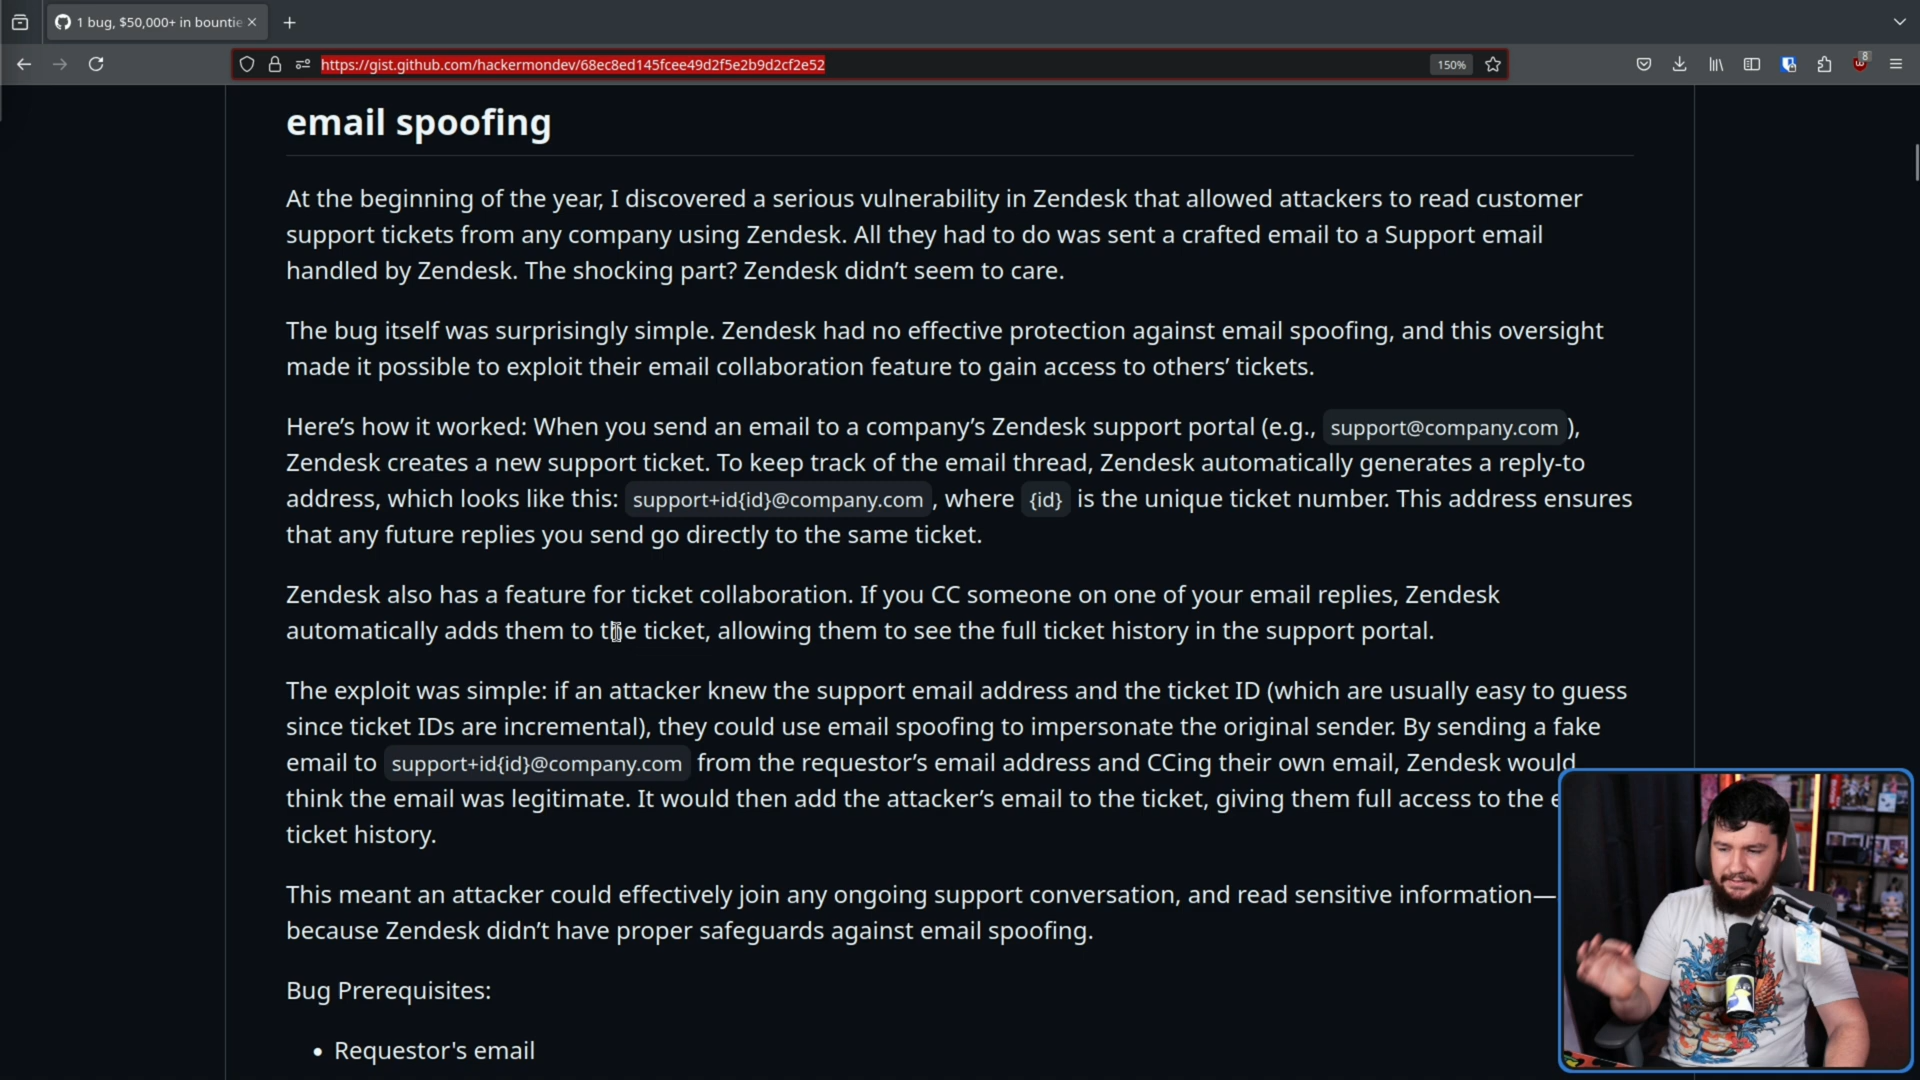 1 bug, $50,000+ in bountie
https://gist.github.com/hackermondev/68ec8ed145fcee49d2f5e2b9d2cf2e52
150%
8
email spoofing
At the beginning of the year, I discovered a serious vulnerability in Zendesk that allowed attackers to read customer
support tickets from any company using Zendesk. All they had to do was sent a crafted email to a Support email
handled by Zendesk. The shocking part? Zendesk didn’t seem to care.
The bug itself was surprisingly simple. Zendesk had no effective protection against email spoofing, and this oversight
made it possible to exploit their email collaboration feature to gain access to others’ tickets.
Here’s how it worked: When you send an email to a company’s Zendesk support portal (e.g., support@company.com),
Zendesk creates a new support ticket. To keep track of the email thread, Zendesk automatically generates a reply-to
address, which looks like this: support+id{id}@company.com, where {id} is the unique ticket number. This address ensures
that any future replies you send go directly to the same ticket.
Zendesk also has a feature for ticket collaboration. If you CC someone on one of your email replies, Zendesk
automatically adds them to the ticket, allowing them to see the full ticket history in the support portal.
The exploit was simple: if an attacker knew the support email address and the ticket ID (which are usually easy to guess
since ticket IDs are incremental), they could use email spoofing to impersonate the original sender. By sending a fake
email to support+id{id}@company.com from the requestor’s email address and CCing their own email, Zendesk would
think the email was legitimate. It would then add the attacker’s email to the ticket, giving them full access to the e
ticket history.
This meant an attacker could effectively join any ongoing support conversation, and read sensitive information—
because Zendesk didn’t have proper safeguards against email spoofing.
Bug Prerequisites:
• Requestor's email